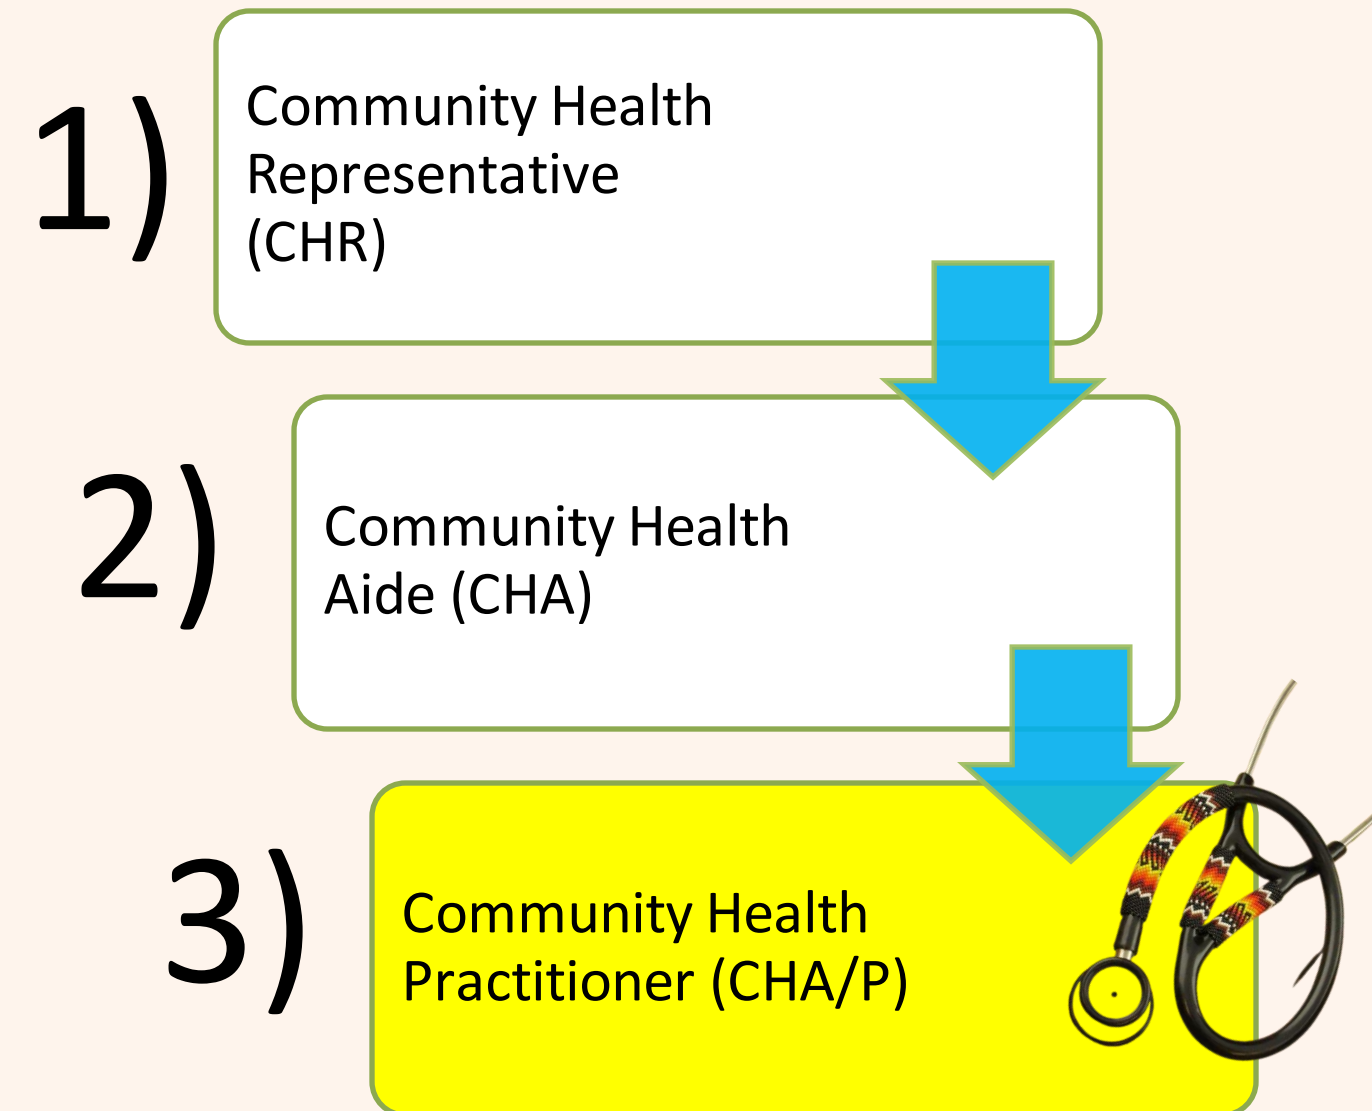 1)
Community Health
Representative
(CHR)
2)
Community Health
Aide (CHA)
3)
Community Health
Practitioner (CHA/P)